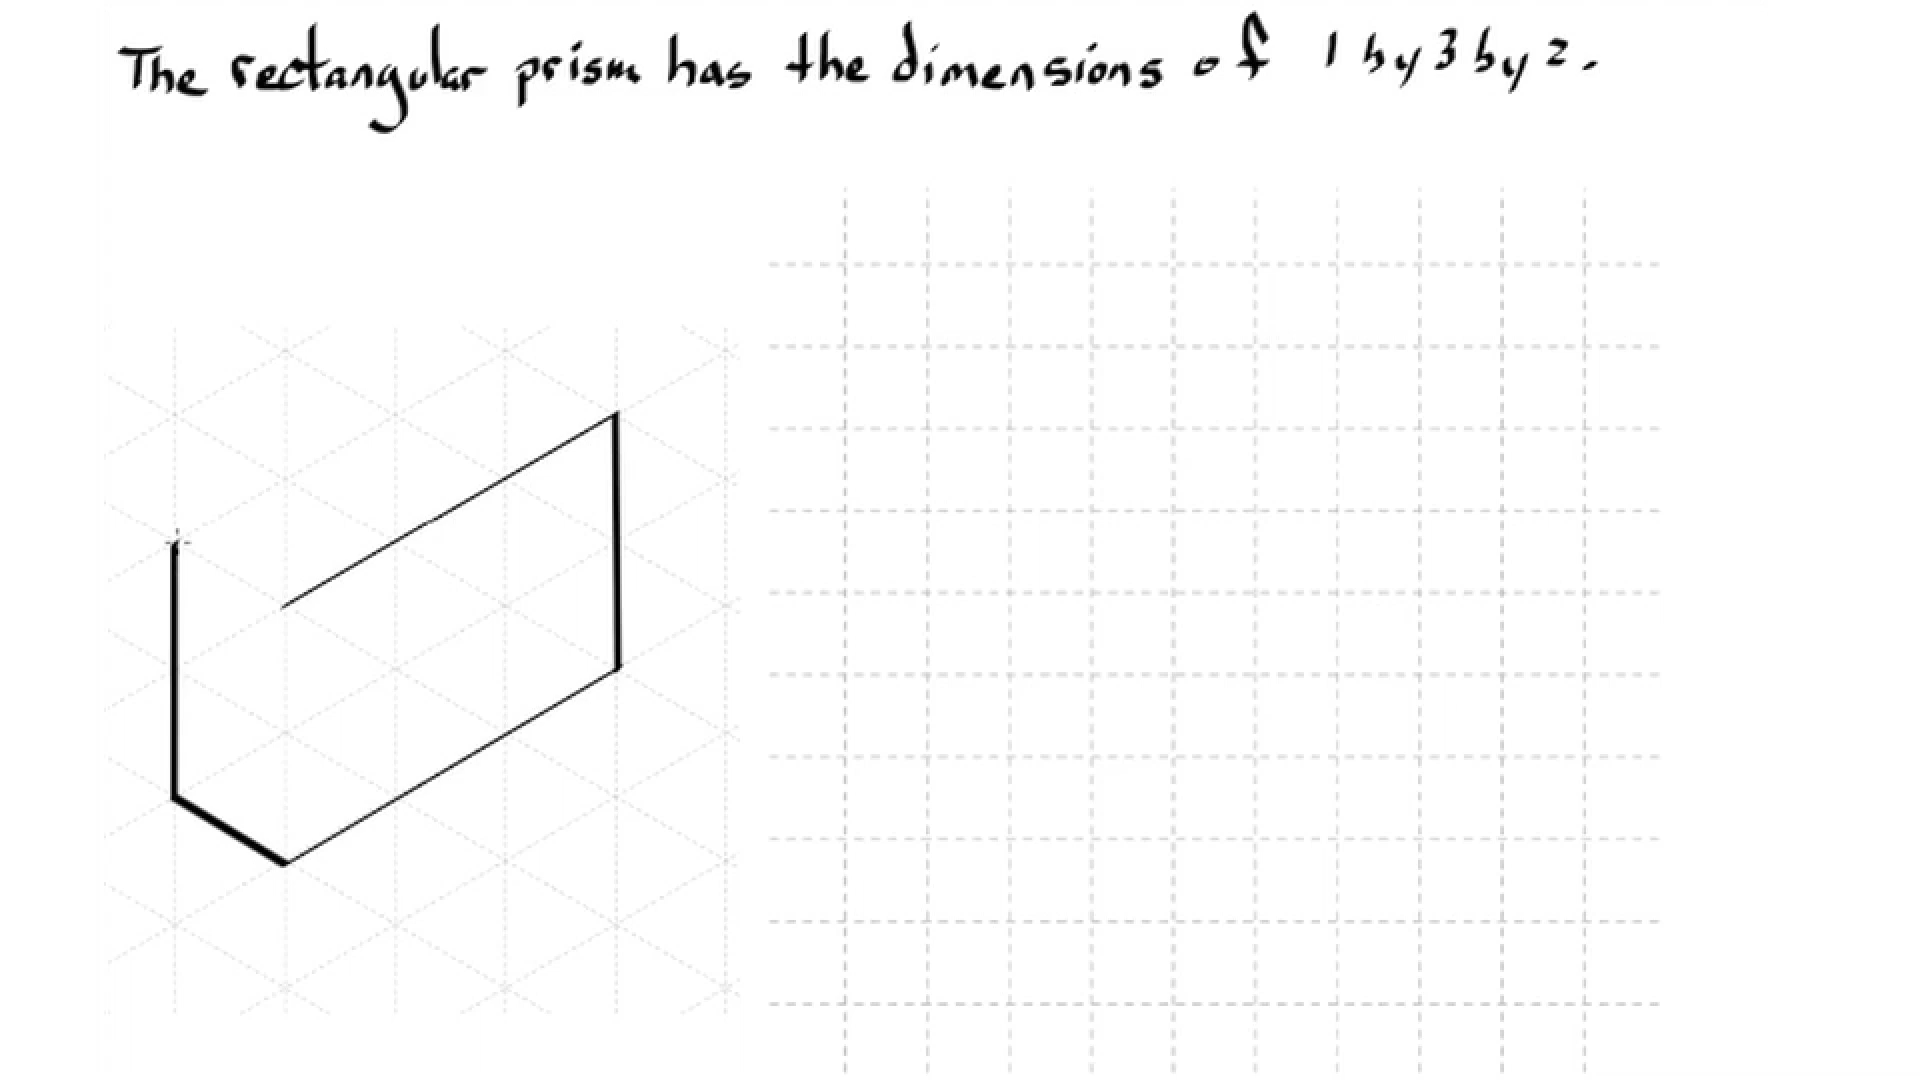 The rectangular prism has the dimensions of 1 by 3 by 2.